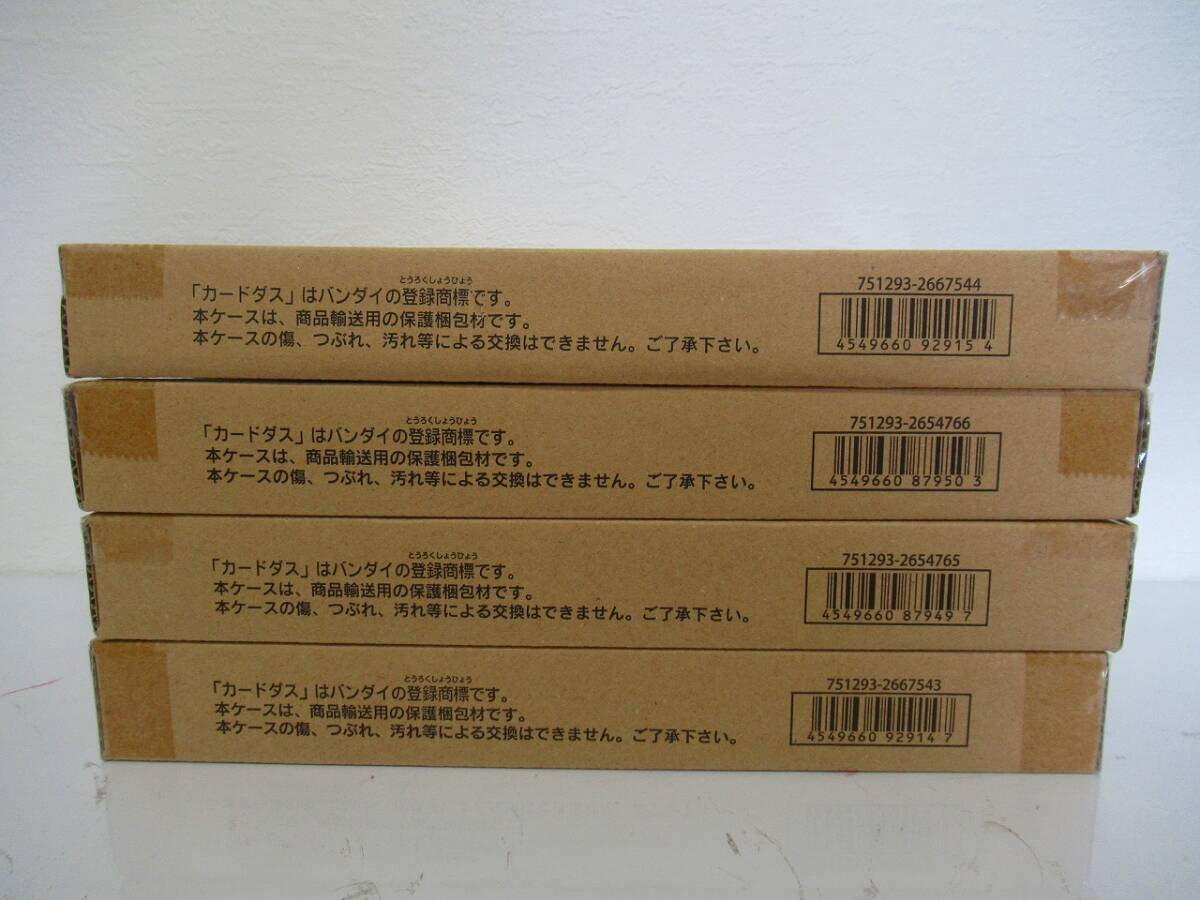 とうろくしょうひょう
「カードダス」はバンダイの登録商標です。
本ケースは、商品輸送用の保護梱包材です。
本ケースの傷、つぶれ、汚れ等による交換はできません。ご了承下さい。
751293-2667544
4549660 92915 4
とうろくしょうひょう
「カードダス」はバンダイの登録商標です。
本ケースは、商品輸送用の保護梱包材です。
本ケースの傷、つぶれ、汚れ等による交換はできません。ご了承下さい。
751293-2654766
4549660 87950 3
とうろくしょうひょう
「カードダス」はバンダイの登録商標です。
本ケースは、商品輸送用の保護梱包材です。
本ケースの傷、つぶれ、汚れ等による交換はできません。ご了承下さい。
751293-2654765
4549660 87949 7
とうろくしょうひょう
「カードダス」はバンダイの登録商標です。
本ケースは、商品輸送用の保護梱包材です。
本ケースの傷、つぶれ、汚れ等による交換はできません。ご了承下さい。
751293-2667543
4549660 92914 7